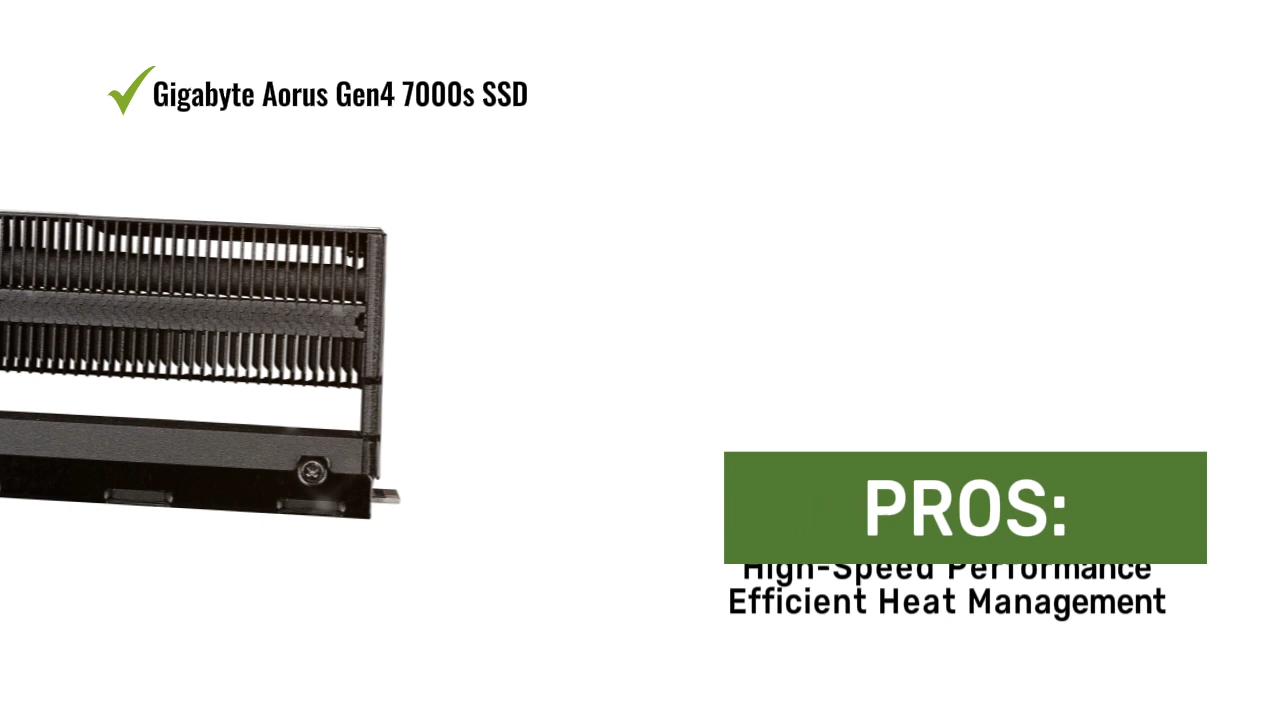 Gigabyte Aorus Gen4 7000s SSD
PROS:
High-Speed Performance
Efficient Heat Management